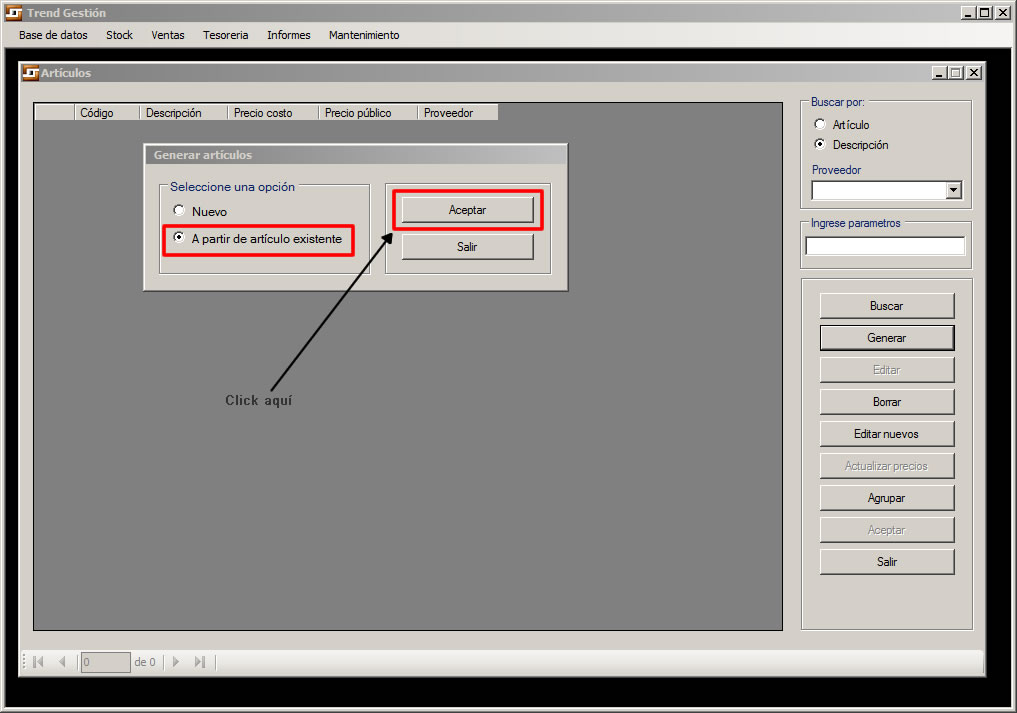 Trend Gestión
Base de datos Stock Ventas Tesoreria Informes Mantenimiento
Artículos
Código Descripción Precio costo Precio público Proveedor
Generar artículos
Seleccione una opción
Nuevo
A partir de artículo existente
Aceptar
Salir
Click aquí
Buscar por:
Artículo
Descripción
Proveedor
Ingrese parametros
Buscar
Generar
Editar
Borrar
Editar nuevos
Actualizar precios
Agrupar
Aceptar
Salir
0 de 0